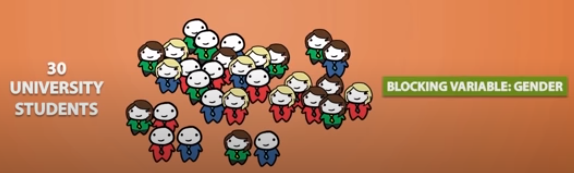 30
UNIVERSITY
STUDENTS
BLOCKING VARIABLE: GENDER